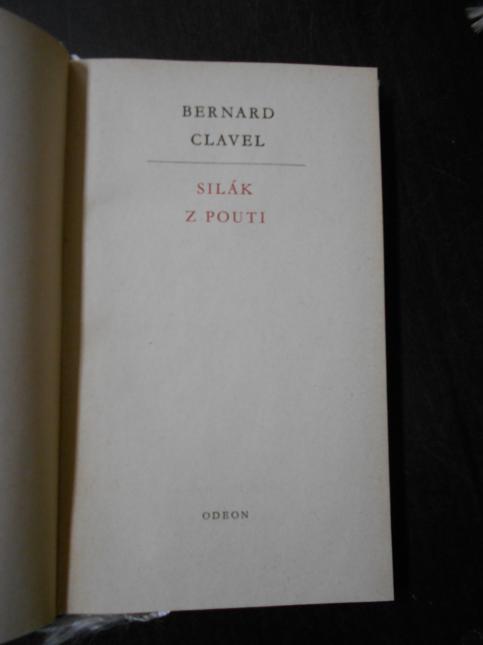 BERNARD
CLAVEL
SILÁK
Z POUTI
ODEON